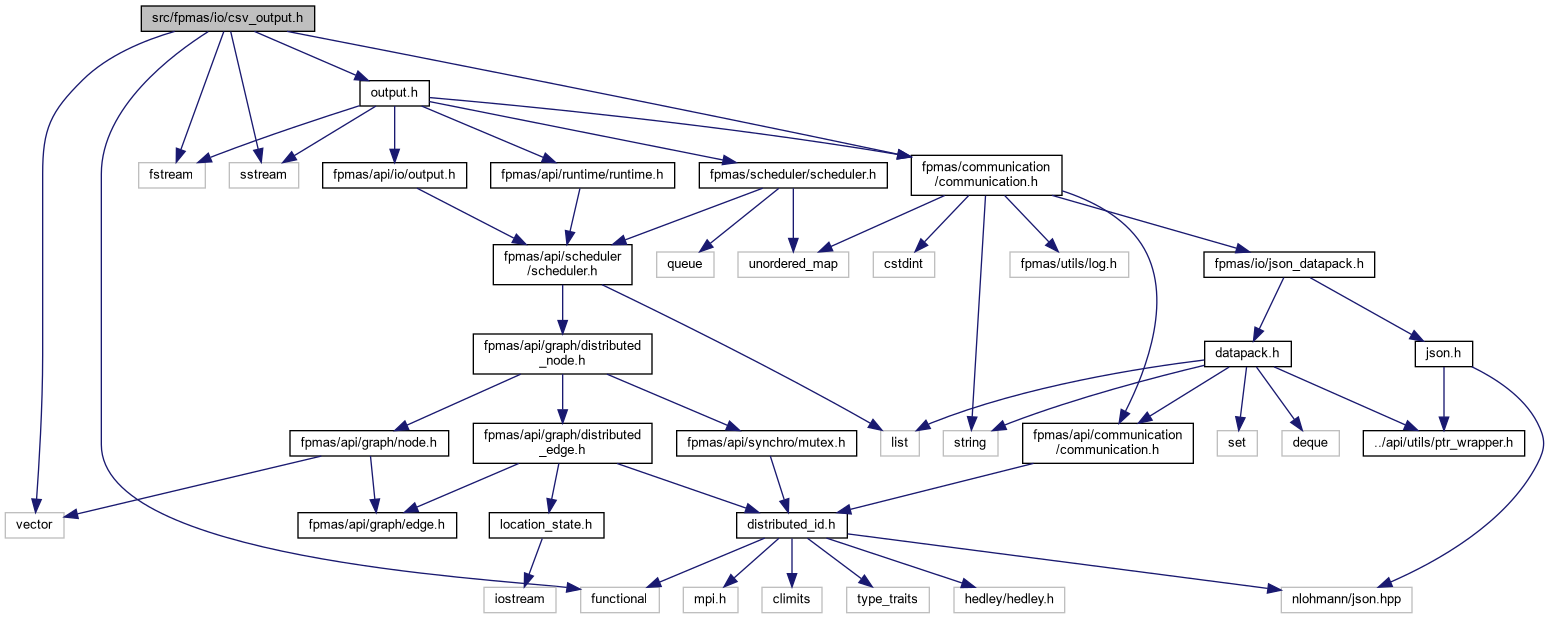 src/fpmas/io/csv_output.h
output.h
fstream
sstream
fpmas/api/io/output.h
fpmas/api/runtime/runtime.h
fpmas/scheduler/scheduler.h
fpmas/communication
/communication.h
fpmas/api/scheduler
/scheduler.h
queue
unordered_map
cstdint
fpmas/utils/log.h
fpmas/io/json_datapack.h
fpmas/api/graph/distributed
_node.h
datapack.h
json.h
fpmas/api/graph/node.h
fpmas/api/graph/distributed
_edge.h
fpmas/api/synchro/mutex.h
list
string
fpmas/api/communication
/communication.h
set
deque
../api/utils/ptr_wrapper.h
vector
fpmas/api/graph/edge.h
location_state.h
distributed_id.h
iostream
functional
mpi.h
climits
type_traits
hedley/hedley.h
nlohmann/json.hpp